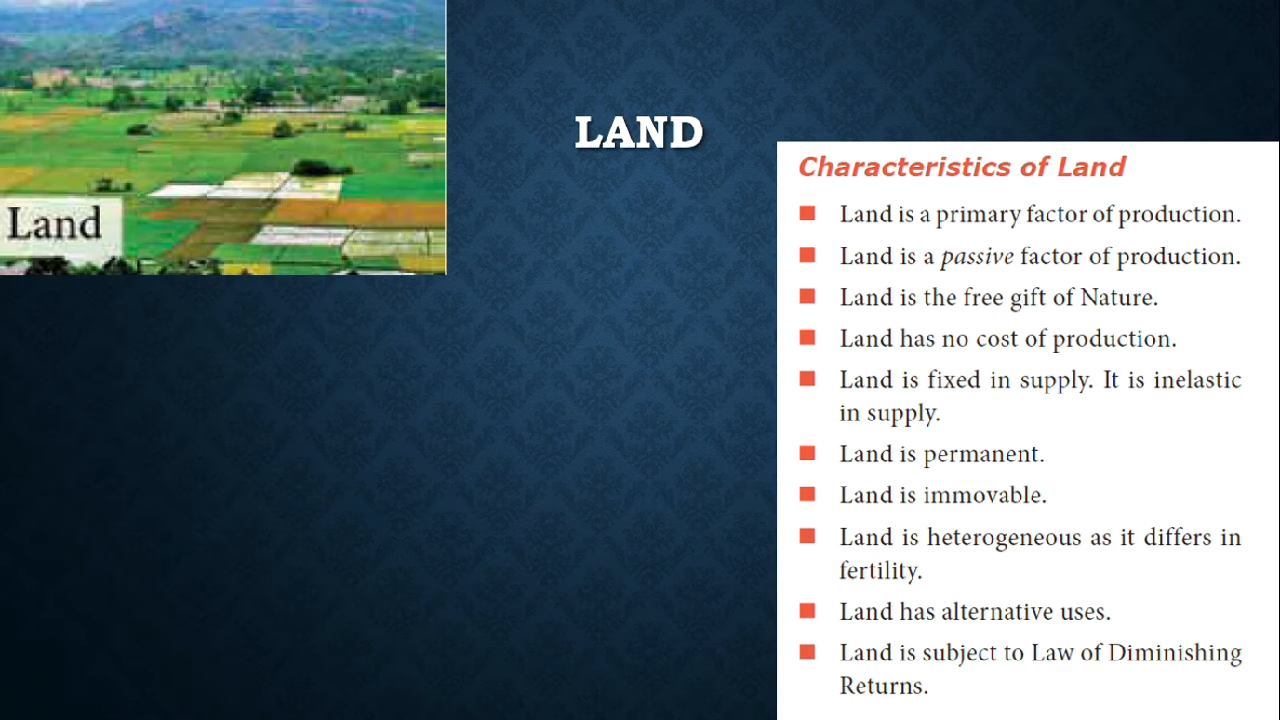 LAND
Land
Characteristics of Land
■ Land is a primary factor of production.
■ Land is a passive factor of production.
■ Land is the free gift of Nature.
■ Land has no cost of production.
■ Land is fixed in supply. It is inelastic
in supply.
■ Land is permanent.
■ Land is immovable.
■ Land is heterogeneous as it differs in
fertility.
■ Land has alternative uses.
■ Land is subject to Law of Diminishing
Returns.